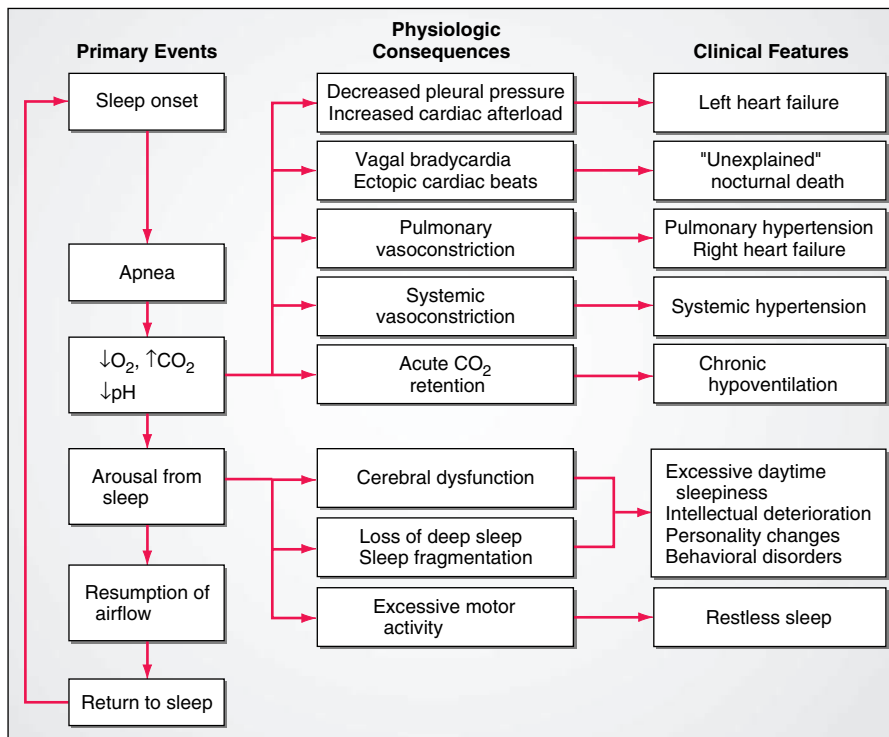 Primary Events
Physiologic
Consequences
Clinical Features
Sleep onset
Apnea
↓O2, ↑CO2
↓pH
Arousal from
sleep
Resumption of
airflow
Return to sleep
Decreased pleural pressure
Increased cardiac afterload
Vagal bradycardia
Ectopic cardiac beats
Pulmonary
vasoconstriction
Systemic
vasoconstriction
Acute CO2
retention
Cerebral dysfunction
Loss of deep sleep
Sleep fragmentation
Excessive motor
activity
Left heart failure
"Unexplained"
nocturnal death
Pulmonary hypertension
Right heart failure
Systemic hypertension
Chronic
hypoventilation
Excessive daytime
sleepiness
Intellectual deterioration
Personality changes
Behavioral disorders
Restless sleep